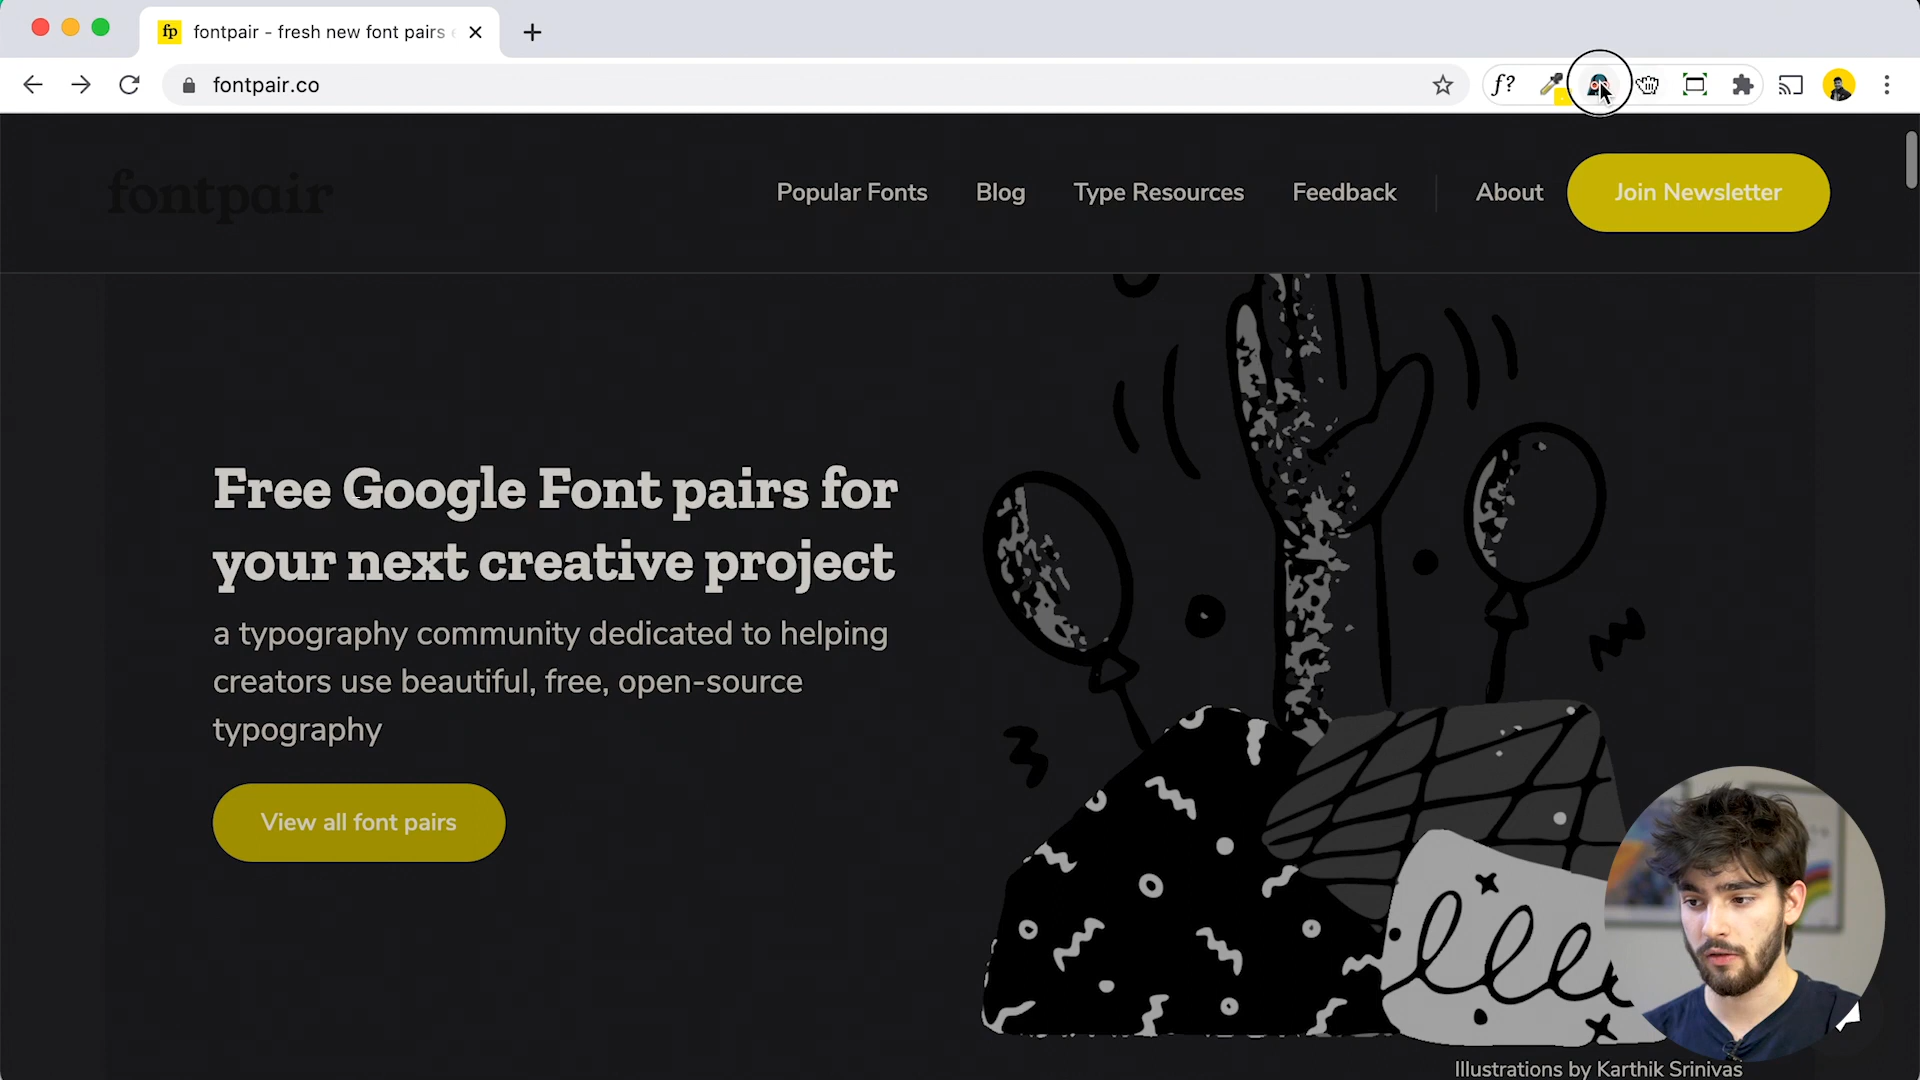 fp fontpair - fresh new font pairs
fontpair.co
f?
fontpair
Popular Fonts
Blog
Type Resources
Feedback
About
Join Newsletter
Free Google Font pairs for
your next creative project
a typography community dedicated to helping
creators use beautiful, free, open-source
typography
View all font pairs
Illustrations by Karthik Srinivas